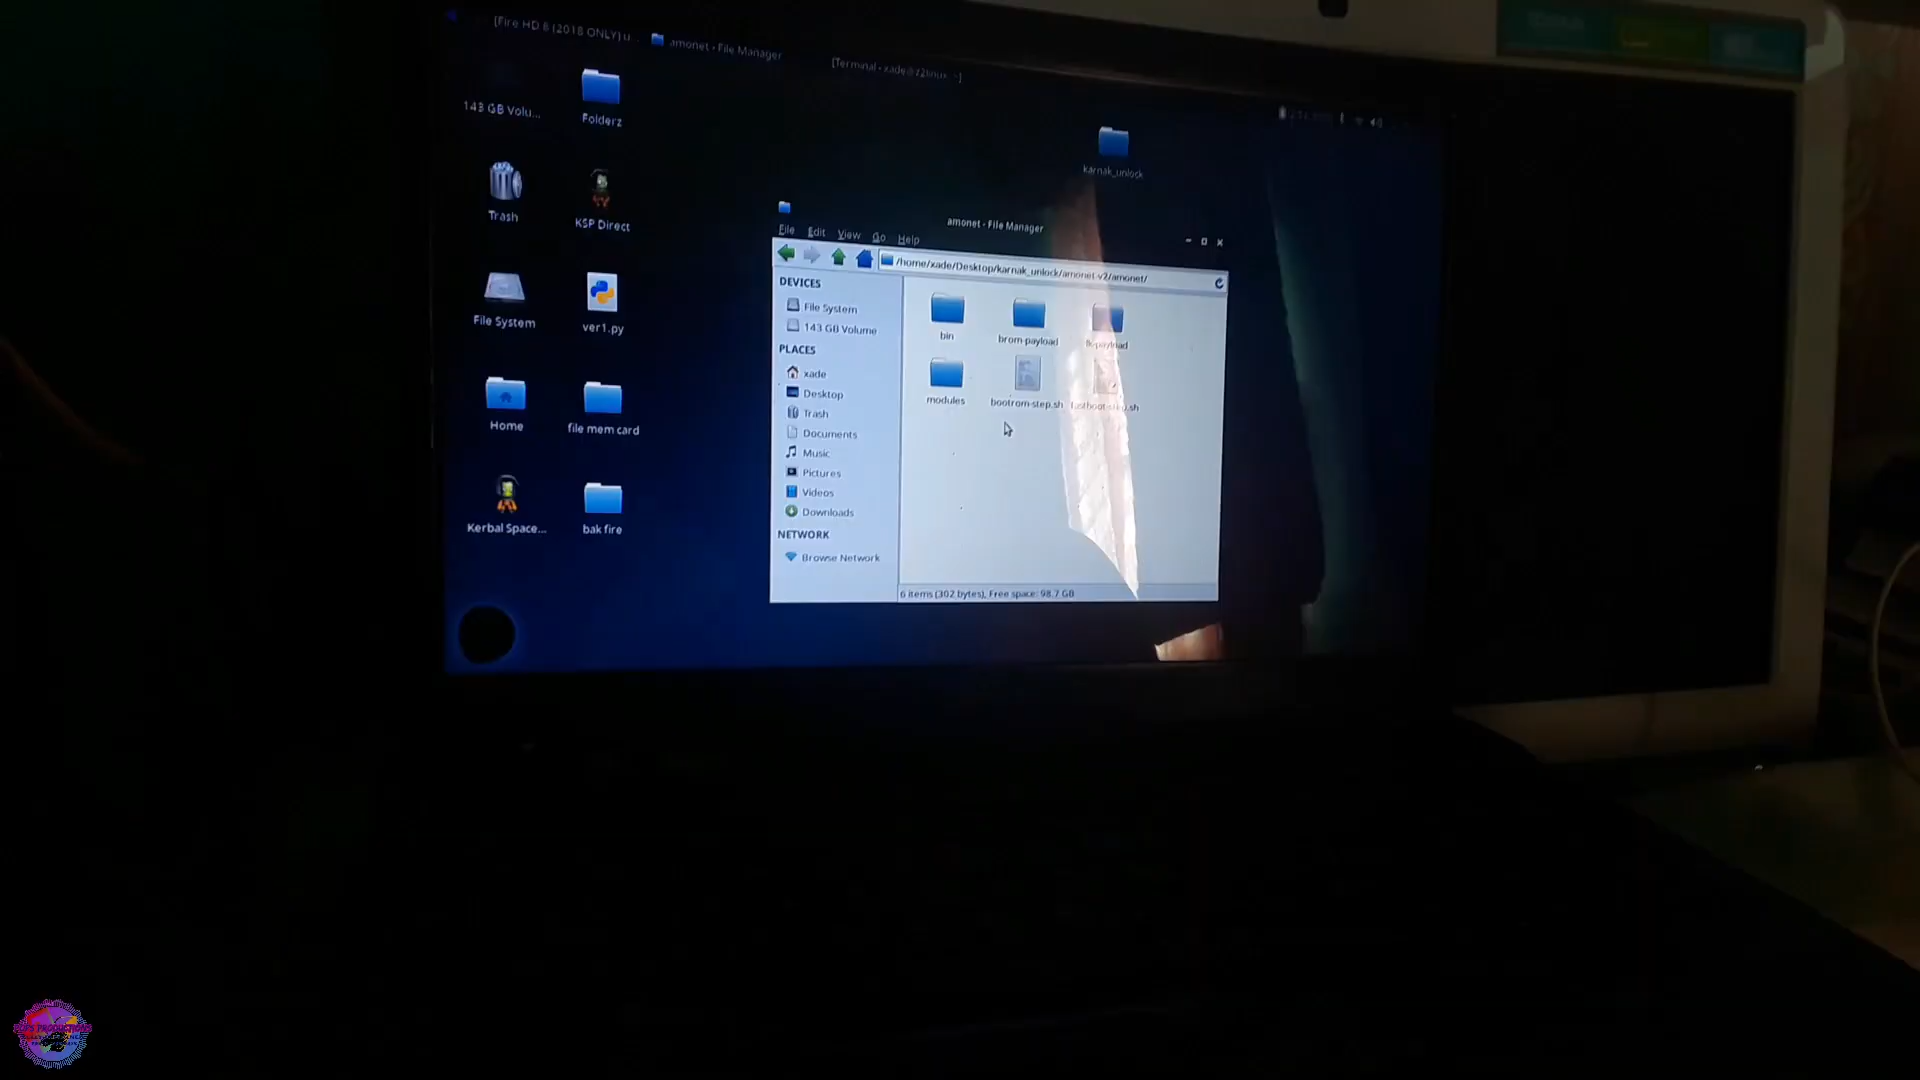 [Fire HD 8 (2018 ONLY) u...
amonet - File Manager
[Terminal - xade@z2linux: ~]
143 GB Volu...
Folderz
karnak_unlock
Trash
KSP Direct
File System
ver1.py
Home
file mem card
Kerbal Space...
bak fire
amonet - File Manager
File Edit View Go Help
/home/xade/Desktop/karnak_unlock/amonet-v2/amonet/
DEVICES
File System
143 GB Volume
PLACES
xade
Desktop
Trash
Documents
Music
Pictures
Videos
Downloads
NETWORK
Browse Network
bin
brom-payload
lk-payload
modules
bootrom-step.sh
fastboot-step.sh
6 items (302 bytes), Free space: 98.7 GB